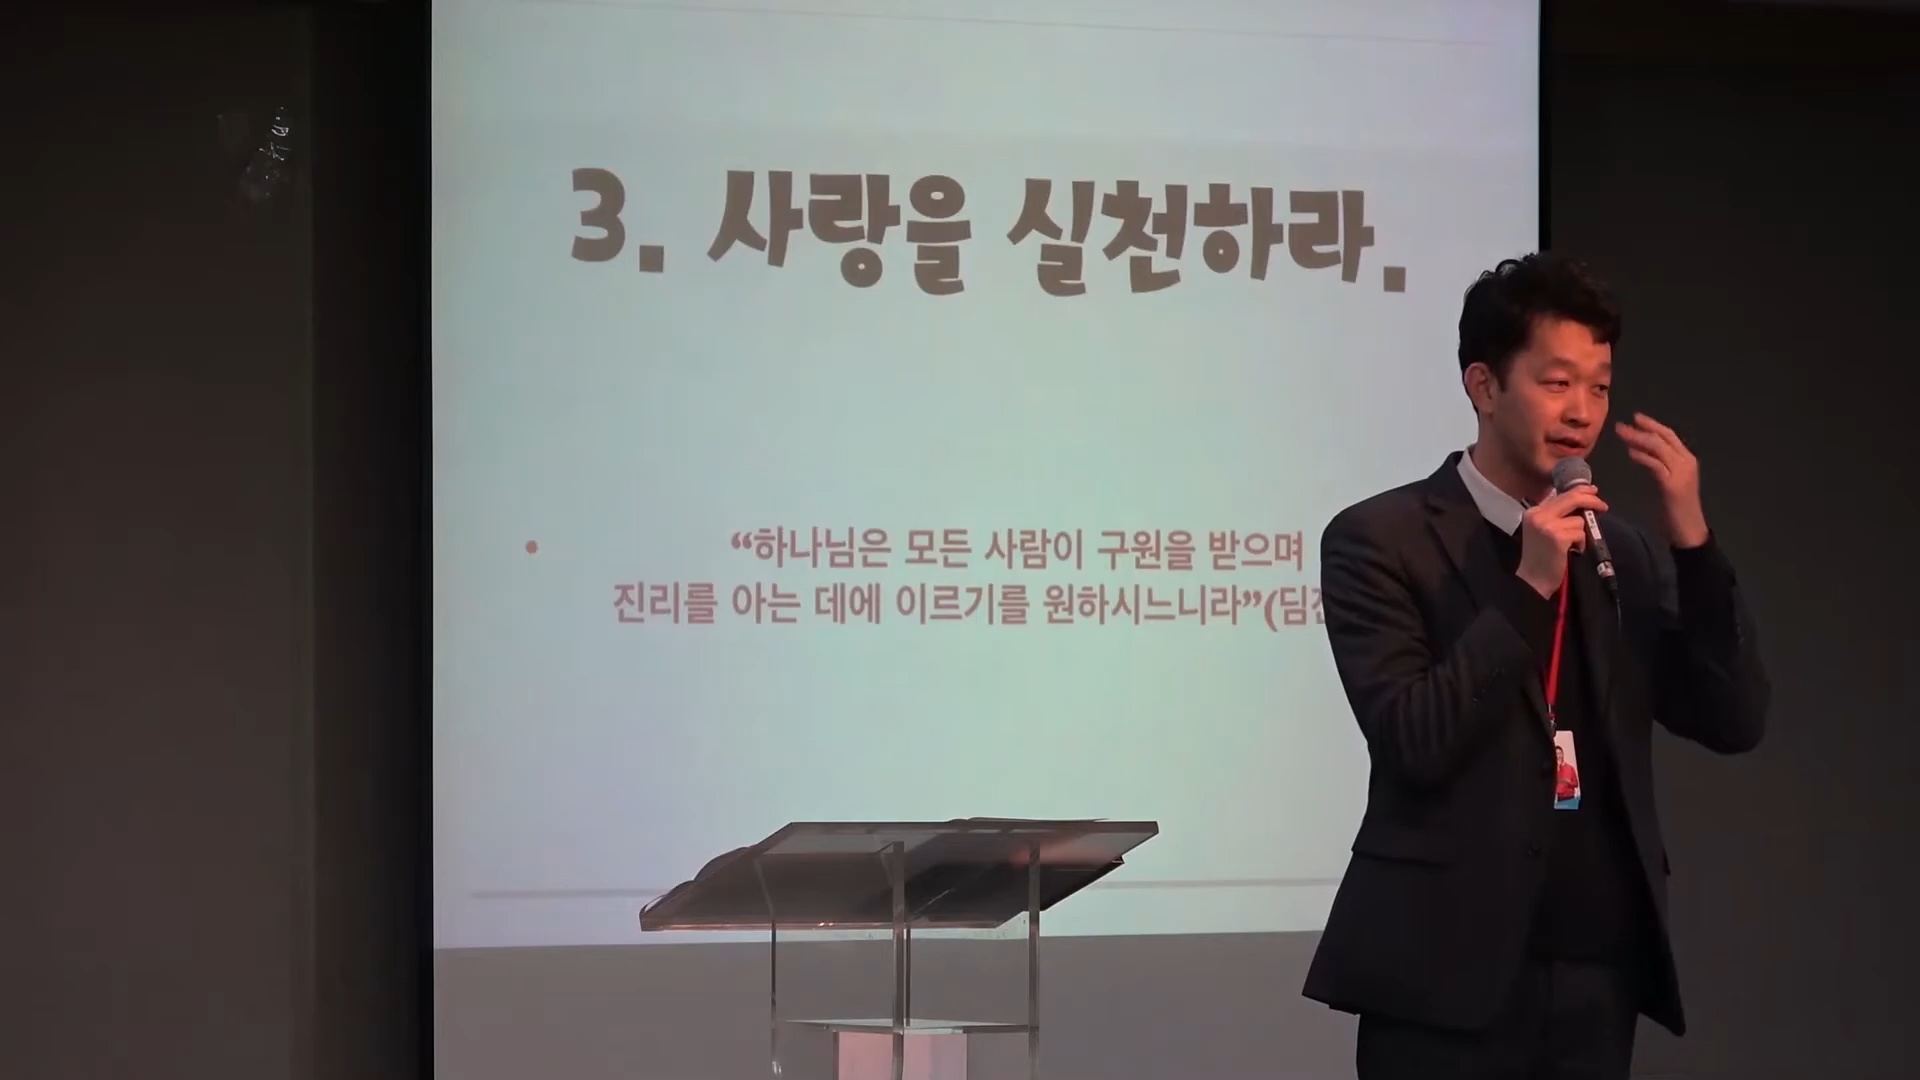 3. 사랑을 실천하라.
“하나님은 모든 사람이 구원을 받으며
진리를 아는 데에 이르기를 원하시느니라”(딤전